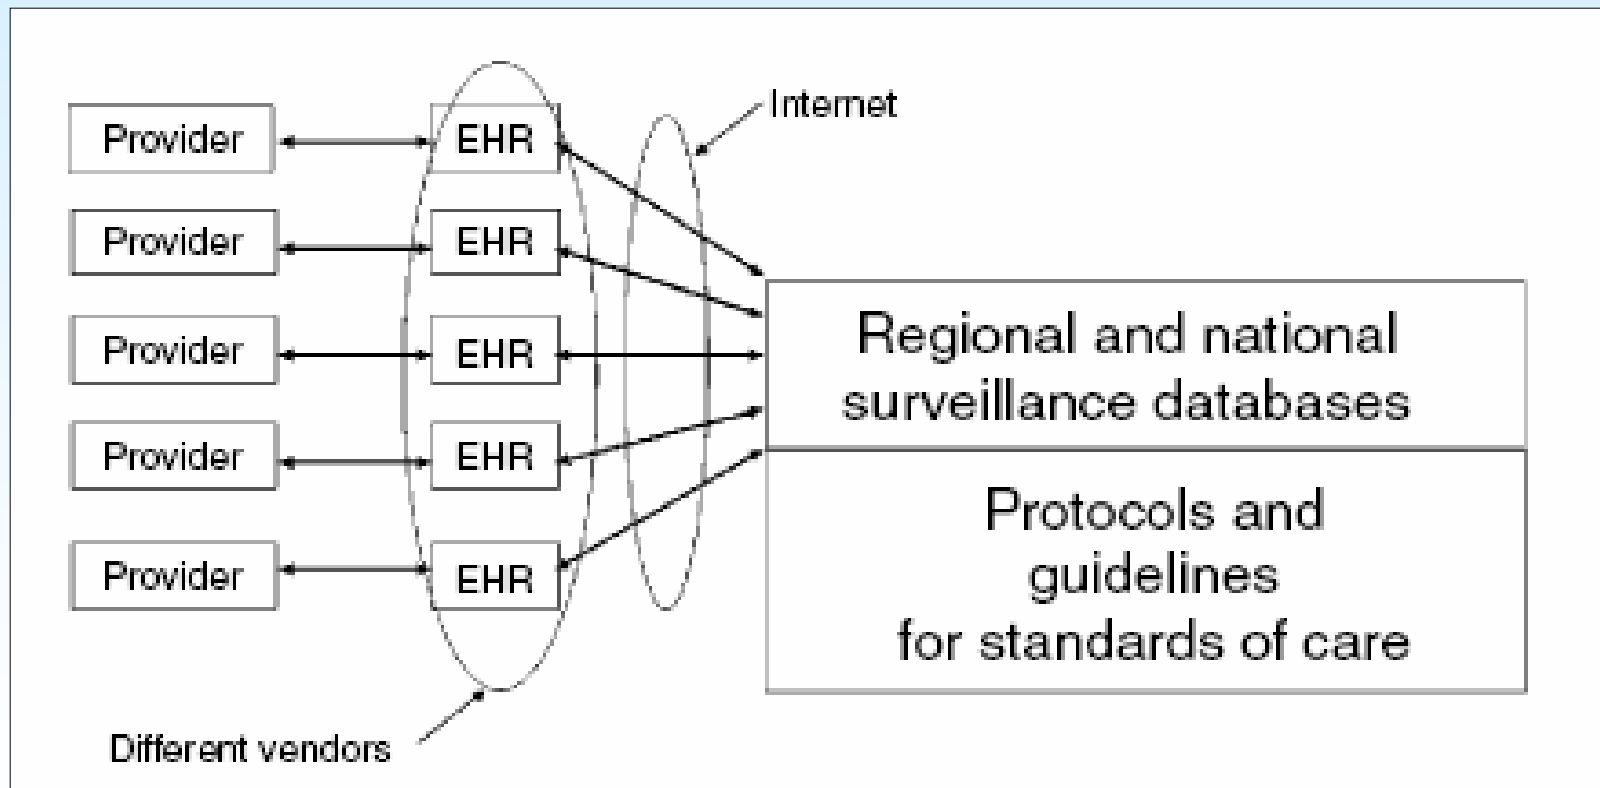 Internet
Provider
EHR
Provider
EHR
Provider
EHR
Provider
EHR
Provider
EHR
Regional and national
surveillance databases
Protocols and
guidelines
for standards of care
Different vendors